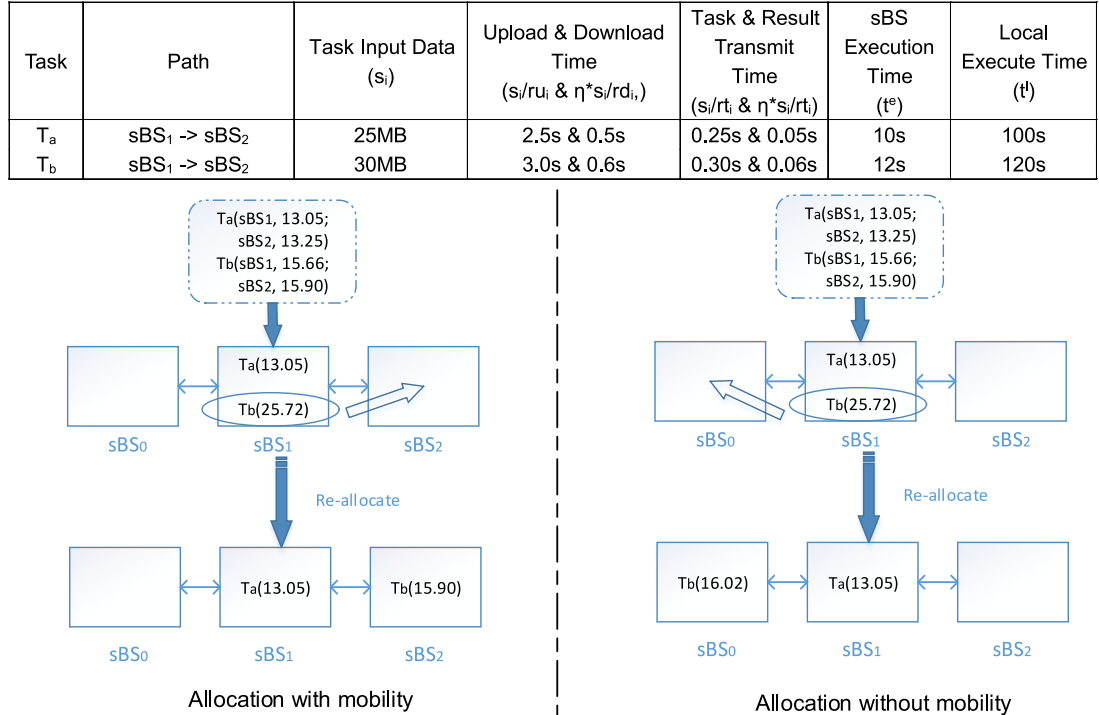 Task
Path
Task Input Data
(sᵢ)
Upload & Download
Time
(sᵢ/ruᵢ & η*sᵢ/rdᵢ,)
Task & Result
Transmit
Time
(sᵢ/rtᵢ & η*sᵢ/rtᵢ)
sBS
Execution
Time
(tᵉ)
Local
Execute Time
(tˡ)
Tₐ sBS₁ -> sBS₂ 25MB 2.5s & 0.5s 0.25s & 0.05s 10s 100s
T_b sBS₁ -> sBS₂ 30MB 3.0s & 0.6s 0.30s & 0.06s 12s 120s
Ta(sBS1, 13.05;
sBS2, 13.25)
Tb(sBS1, 15.66;
sBS2, 15.90)
Ta(13.05)
Tb(25.72)
sBS0 sBS1 sBS2
Re-allocate
Ta(13.05) Tb(15.90)
sBS0 sBS1 sBS2
Allocation with mobility
Ta(sBS1, 13.05;
sBS2, 13.25)
Tb(sBS1, 15.66;
sBS2, 15.90)
Ta(13.05)
Tb(25.72)
sBS0 sBS1 sBS2
Re-allocate
Tb(16.02) Ta(13.05)
sBS0 sBS1 sBS2
Allocation without mobility